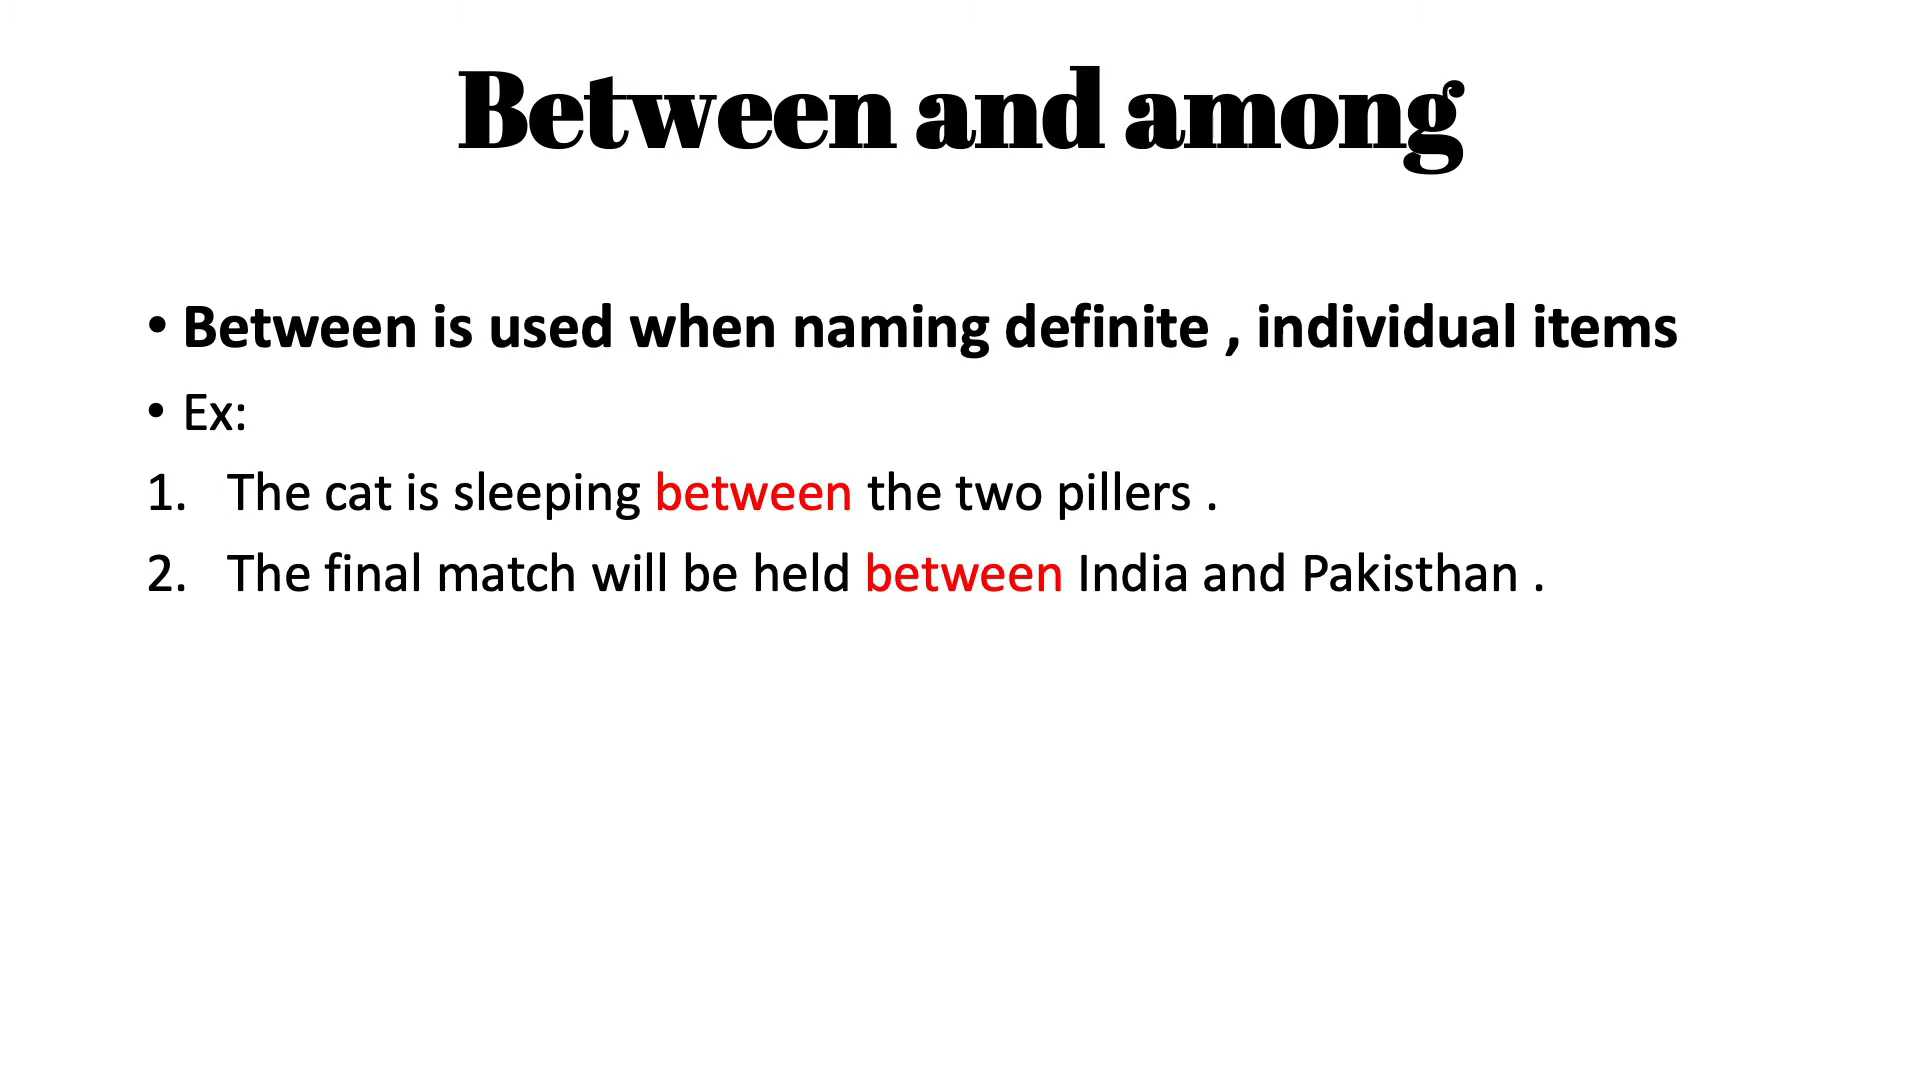 Between and among
• Between is used when naming definite , individual items
• Ex:
1. The cat is sleeping between the two pillers .
2. The final match will be held between India and Pakisthan .